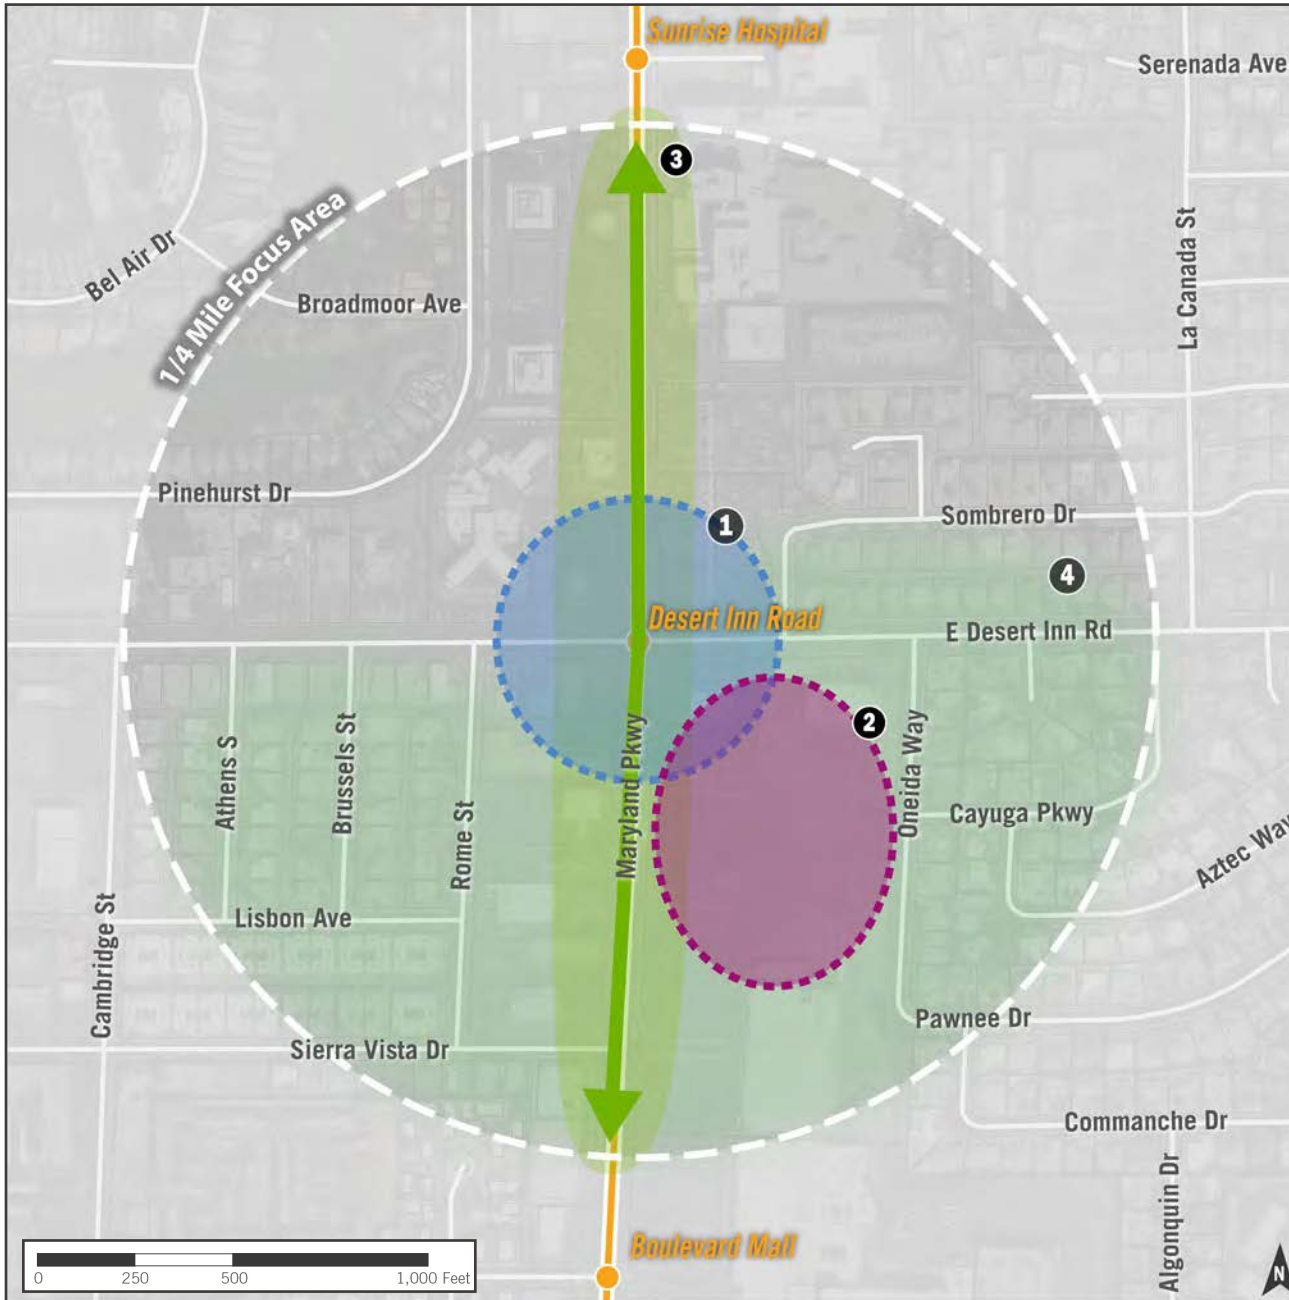 Sunrise Hospital
Serenada Ave
3
1/4 Mile Focus Area
Bel Air Dr
Broadmoor Ave
La Canada St
Pinehurst Dr
Sombrero Dr
1
4
Desert Inn Road
E Desert Inn Rd
2
Athens S
Brussels St
Rome St
Maryland Pkwy
Oneida Way
Cayuga Pkwy
Aztec Way
Lisbon Ave
Cambridge St
Sierra Vista Dr
Pawnee Dr
Commanche Dr
Algonquin Dr
Boulevard Mall
0 250 500 1,000 Feet
N